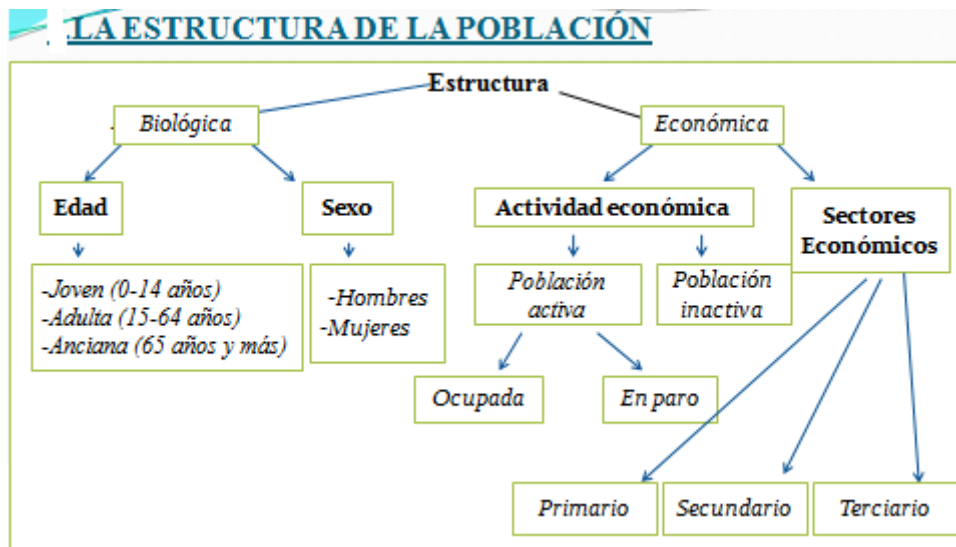 LA ESTRUCTURA DE LA POBLACIÓN
Estructura
Biológica
Económica
Edad
Sexo
Actividad económica
Sectores
Económicos
-Joven (0-14 años)
-Adulta (15-64 años)
-Anciana (65 años y más)
-Hombres
-Mujeres
Población
activa
Población
inactiva
Ocupada
En paro
Primario
Secundario
Terciario